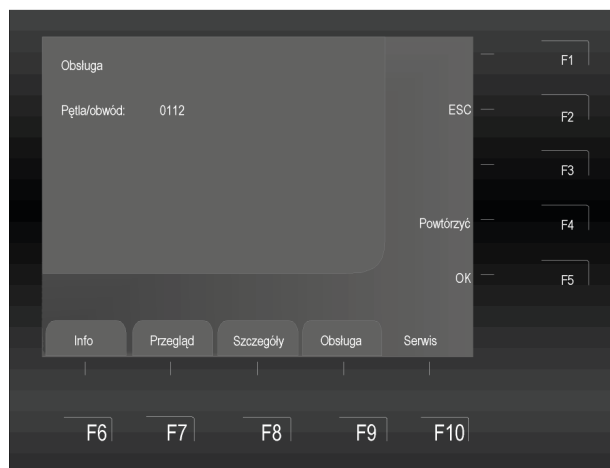 Obsługa
F1
Pętla/obwód: 0112
ESC
F2
F3
Powtórzyć
F4
OK
F5
Info Przegląd Szczegóły Obsługa Serwis
F6 F7 F8 F9 F10